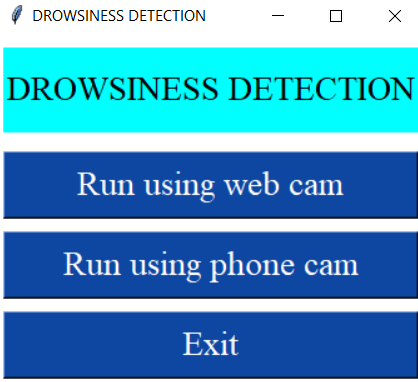 DROWSINESS DETECTION
DROWSINESS DETECTION
Run using web cam
Run using phone cam
Exit